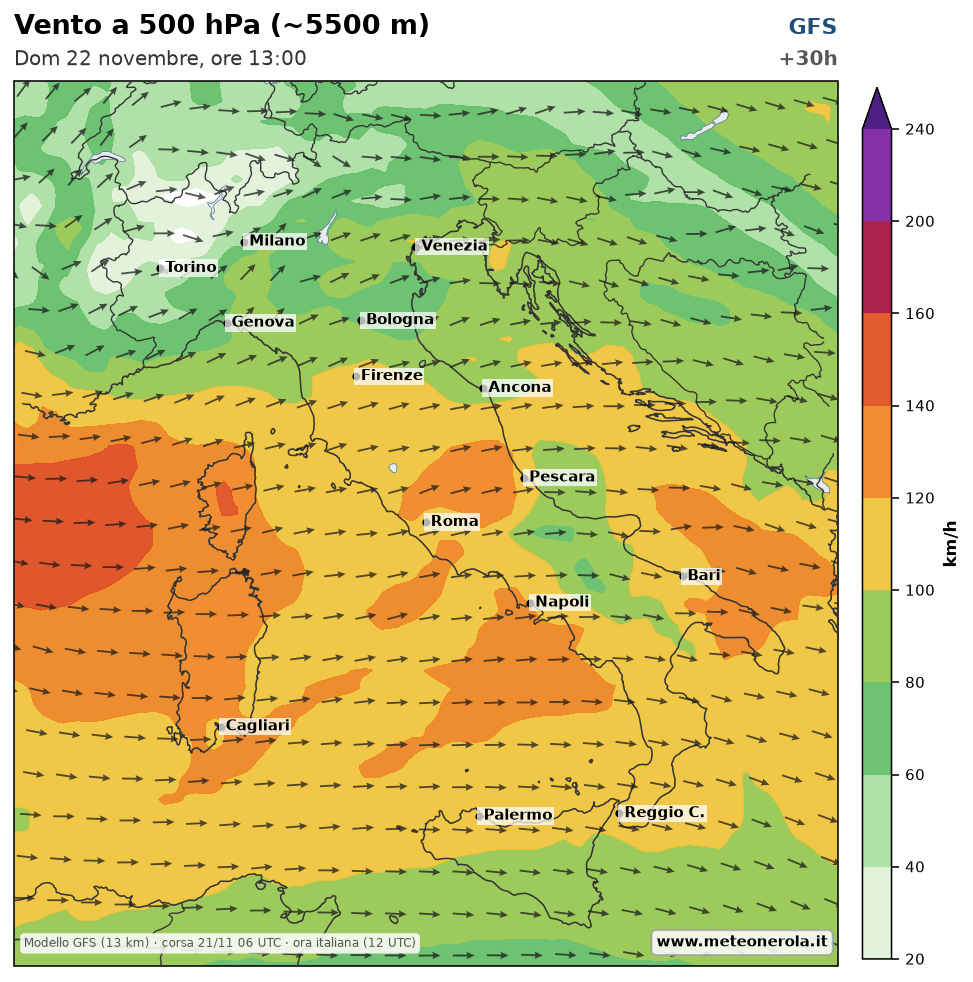 Vento a 500 hPa (~5500 m)
GFS
Dom 22 novembre, ore 13:00
+30h
Milano
Venezia
Torino
Genova
Bologna
Firenze
Ancona
Pescara
Roma
Bari
Napoli
Cagliari
Palermo
Reggio C.
240
200
160
140
120
100
80
60
40
20
km/h
Modello GFS (13 km) · corsa 21/11 06 UTC · ora italiana (12 UTC)
www.meteonerola.it